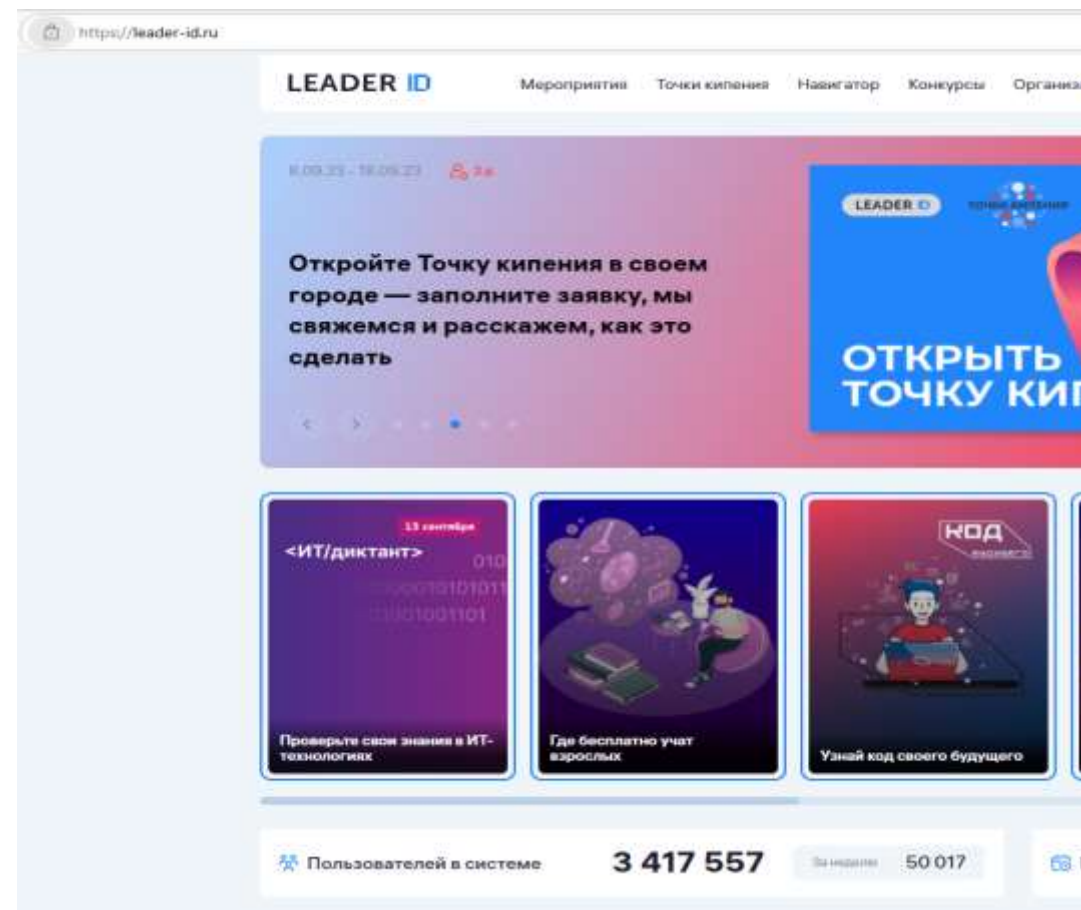 https://leader-id.ru
LEADER ID Мероприятия Точки кипения Навигатор Конкурсы
LEADER ID
Откройте Точку кипения в своем
городе — заполните заявку, мы
свяжемся и расскажем, как это
сделать
ОТКРЫТЬ
ТОЧКУ
13 сентября
<ИТ/диктант>
КОД
Проверьте свои знания в ИТ-
технологиях
Где бесплатно учат
взрослых
Узнай код своего будущего
Пользователей в системе 3 417 557 За неделю 50 017